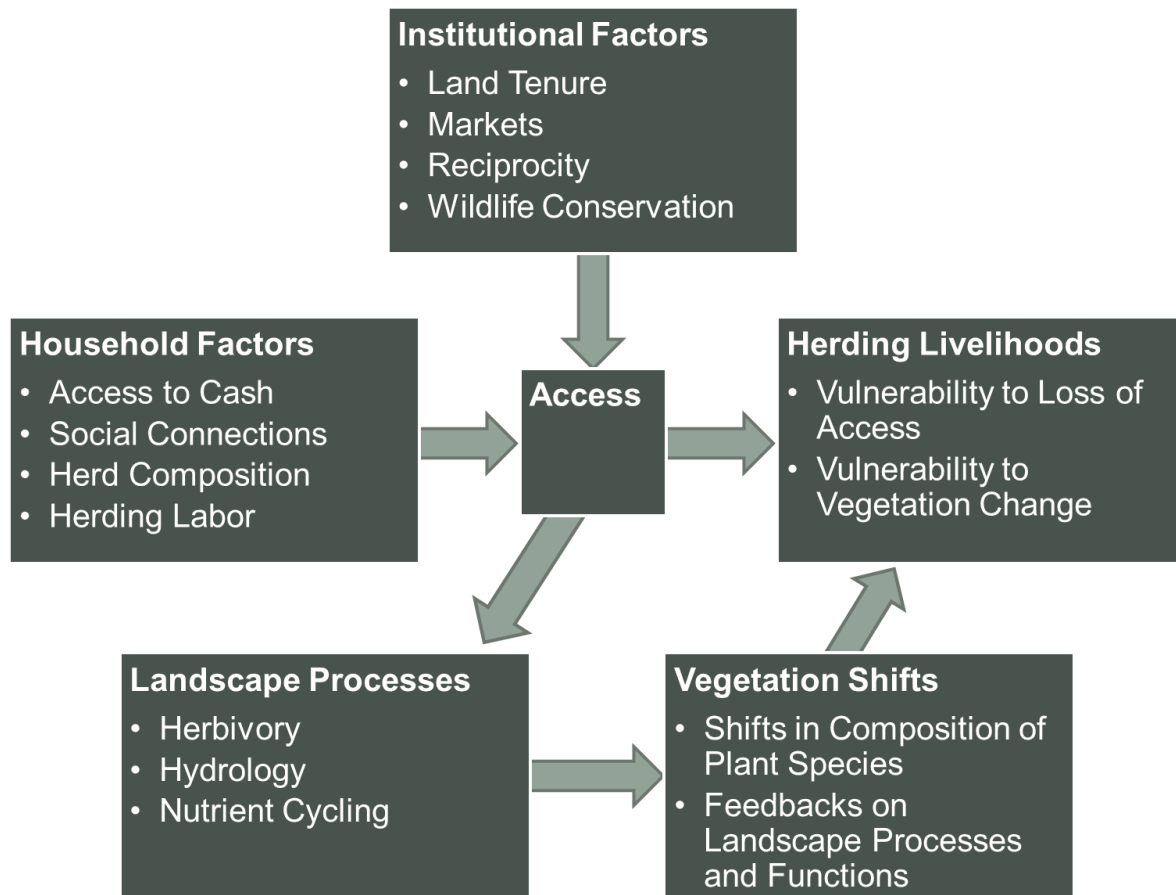 Institutional Factors
• Land Tenure
• Markets
• Reciprocity
• Wildlife Conservation
Household Factors
• Access to Cash
• Social Connections
• Herd Composition
• Herding Labor
Access
Herding Livelihoods
• Vulnerability to Loss of
Access
• Vulnerability to
Vegetation Change
Landscape Processes
• Herbivory
• Hydrology
• Nutrient Cycling
Vegetation Shifts
• Shifts in Composition of
Plant Species
• Feedbacks on
Landscape Processes
and Functions